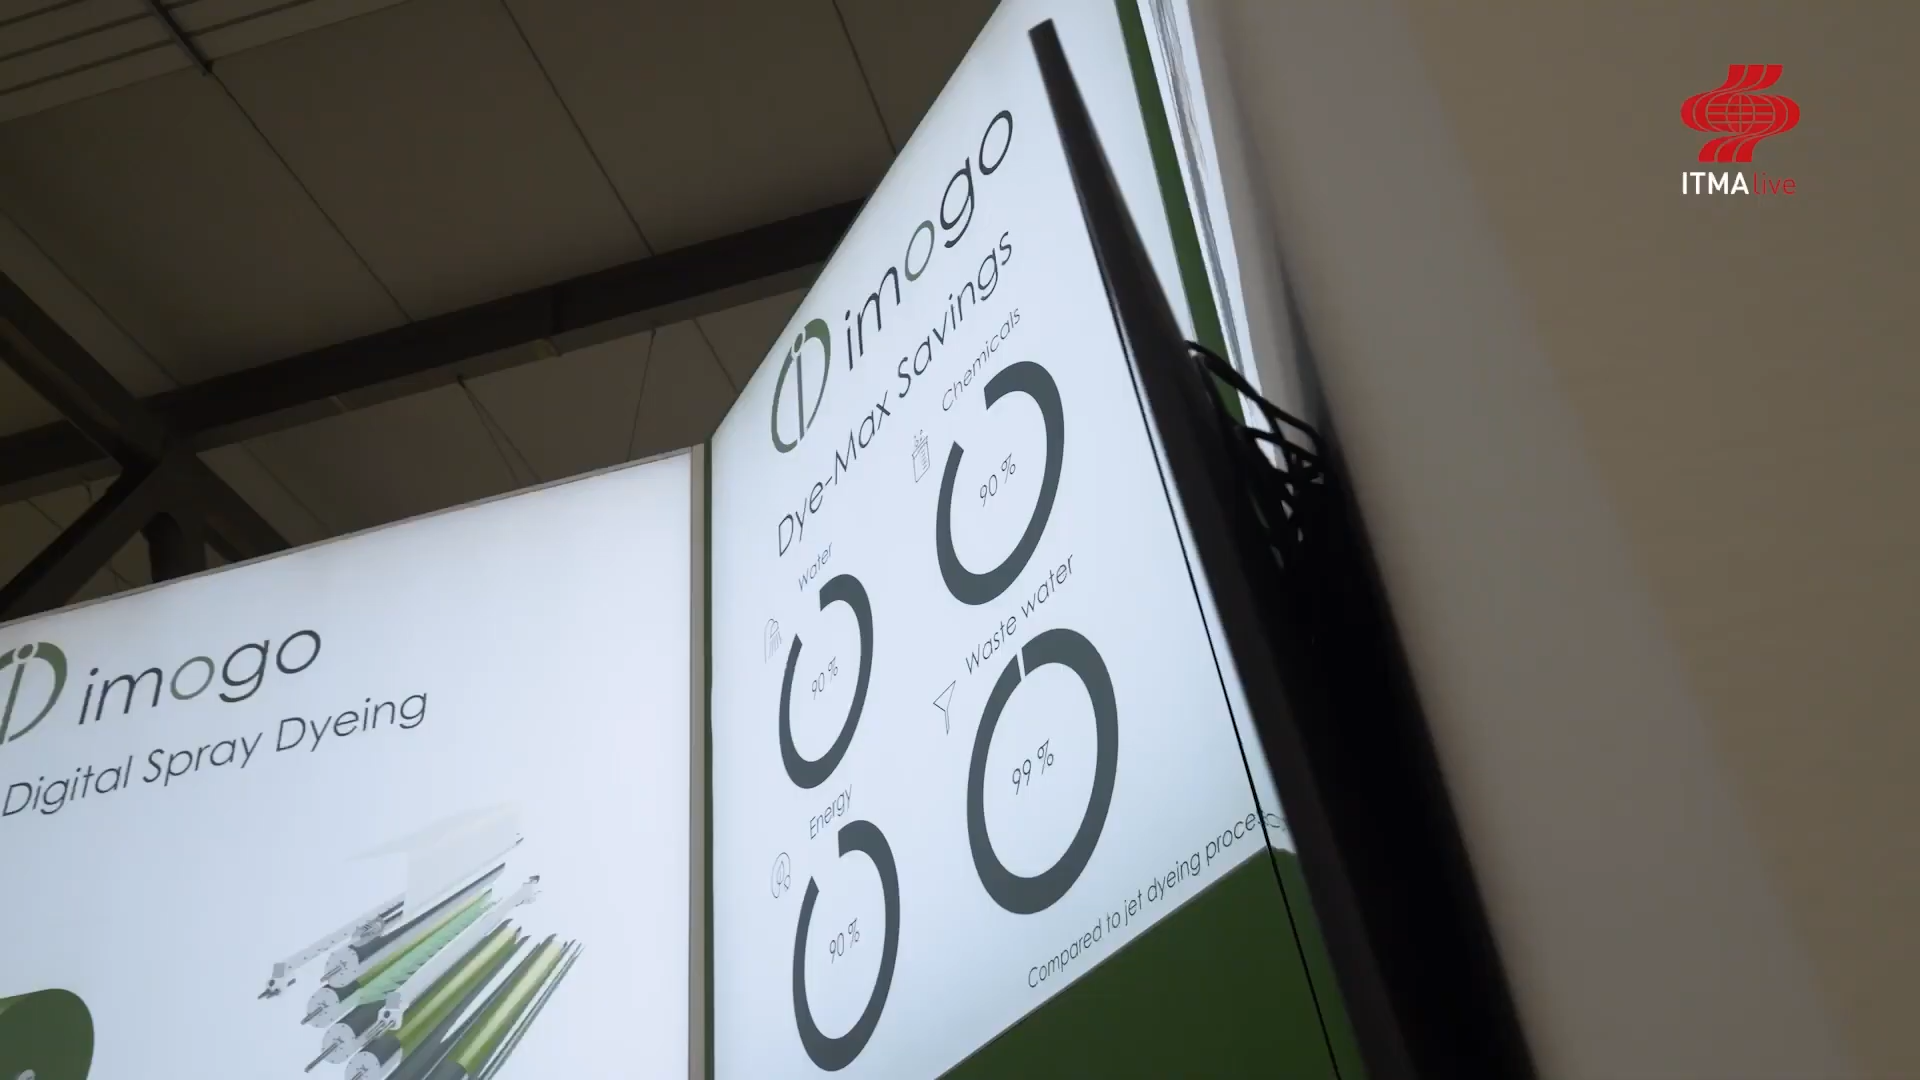 ITMA live
imogo
Digital Spray Dyeing
imogo
Dye-Max Savings
Water
90 %
Chemicals
90 %
Energy
90 %
Waste water
99 %
Compared to jet dyeing